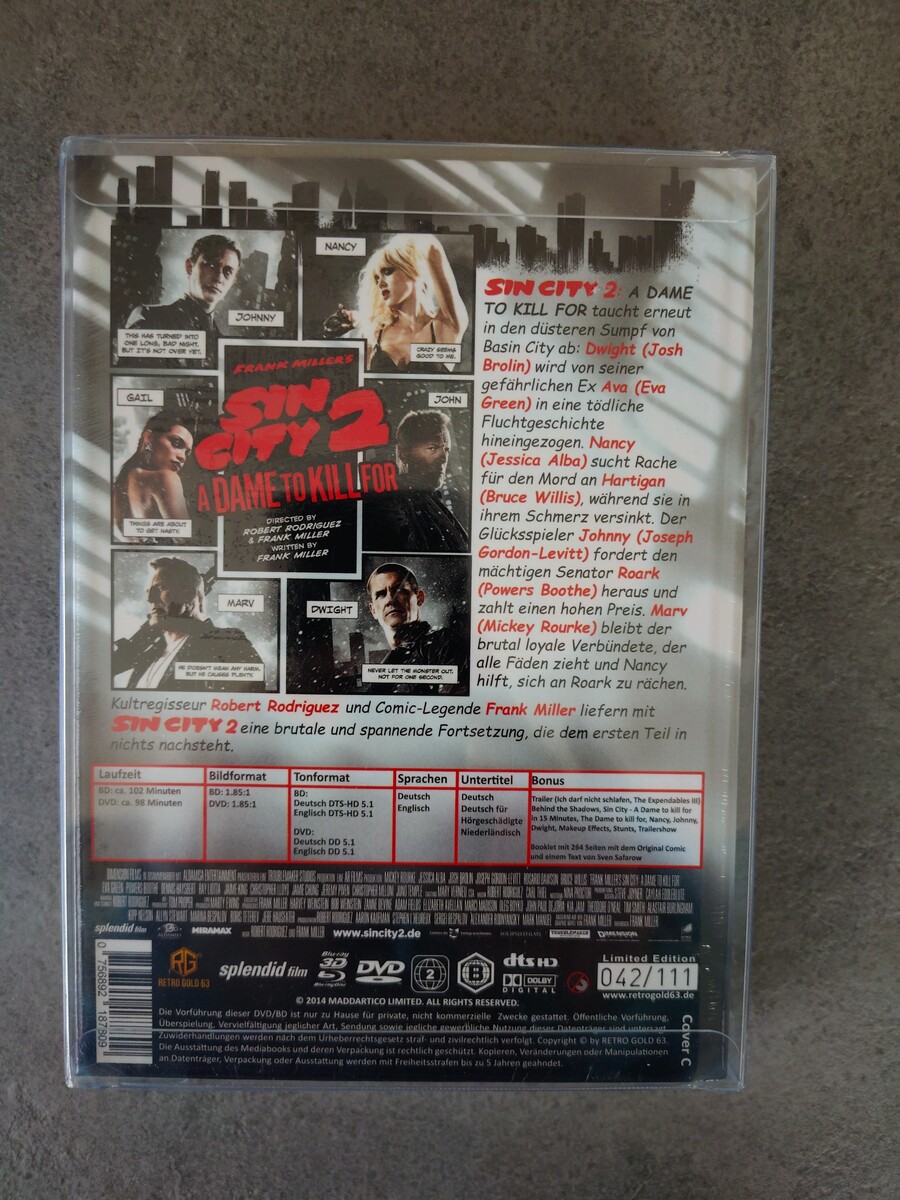 NANCY
JOHNNY
THIS HAS TURNED INTO
ONE LONG, BAD NIGHT,
BUT IT'S NOT OVER YET.
CRAZY SEEMS
GOOD TO ME.
GAIL
THINGS ARE ABOUT
TO GET NASTY.
FRANK MILLER'S
SIN
CITY 2
A DAME TO KILL FOR
DIRECTED BY
ROBERT RODRIGUEZ
& FRANK MILLER
WRITTEN BY
FRANK MILLER
JOHN
MARV
HE DOESN'T MEAN ANY HARM,
BUT HE CAUSES PLENTY.
DWIGHT
NEVER LET THE MONSTER OUT.
NOT FOR ONE SECOND.
SIN CITY 2: A DAME
TO KILL FOR taucht erneut
in den düsteren Sumpf von
Basin City ab: Dwight (Josh
Brolin) wird von seiner
gefährlichen Ex Ava (Eva
Green) in eine tödliche
Fluchtgeschichte
hineingezogen. Nancy
(Jessica Alba) sucht Rache
für den Mord an Hartigan
(Bruce Willis), während sie in
ihrem Schmerz versinkt. Der
Glücksspieler Johnny (Joseph
Gordon-Levitt) fordert den
mächtigen Senator Roark
(Powers Boothe) heraus und
zahlt einen hohen Preis. Marv
(Mickey Rourke) bleibt der
brutal loyale Verbündete, der
alle Fäden zieht und Nancy
hilft, sich an Roark zu rächen.
Kultregisseur Robert Rodriguez und Comic-Legende Frank Miller liefern mit
SIN CITY 2 eine brutale und spannende Fortsetzung, die dem ersten Teil in
nichts nachsteht.
Laufzeit
BD: ca. 102 Minuten
DVD: ca. 98 Minuten
Bildformat
BD: 1.85:1
DVD: 1.85:1
Tonformat
BD:
Deutsch DTS-HD 5.1
Englisch DTS-HD 5.1
DVD:
Deutsch DD 5.1
Englisch DD 5.1
Sprachen
Deutsch
Englisch
Untertitel
Deutsch
Deutsch für
Hörgeschädigte
Niederländisch
Bonus
Trailer (Ich darf nicht schlafen, The Expendables III)
Behind the Shadows, Sin City - A Dame to kill for
in 15 Minutes, The Dame to kill for, Nancy, Johnny,
Dwight, Makeup Effects, Stunts, Trailershow
Booklet mit 264 Seiten mit dem Original Comic
und einem Text von Sven Safarow
splendid film
MIRAMAX
www.sincity2.de
TROUBLEMAKER
DIMENSION
RG
RETRO GOLD 63
splendid film
Blu-ray 3D
Blu-ray Disc
DVD
VIDEO
2
B
dts HD
DOLBY
DIGITAL
Limited Edition
042/111
www.retrogold63.de
© 2014 MADDARTICO LIMITED. ALL RIGHTS RESERVED.
Die Vorführung dieser DVD/BD ist nur zu Hause für private, nicht kommerzielle Zwecke gestattet. Öffentliche Vorführung,
Überspielung, Vervielfältigung jeglicher Art, Sendung sowie jegliche gewerbliche Nutzung dieser Datenträger sind untersagt.
Zuwiderhandlungen werden nach dem Urheberrechtsgesetz straf- und zivilrechtlich verfolgt. Copyright © by RETRO GOLD 63.
Die Ausstattung des Mediabooks und deren Verpackung ist rechtlich geschützt. Kopieren, Veränderungen oder Manipulationen
an Datenträger, Verpackung oder Ausstattung werden mit Freiheitsstrafen bis zu 5 Jahren geahndet.
Cover C
0 756892 187809